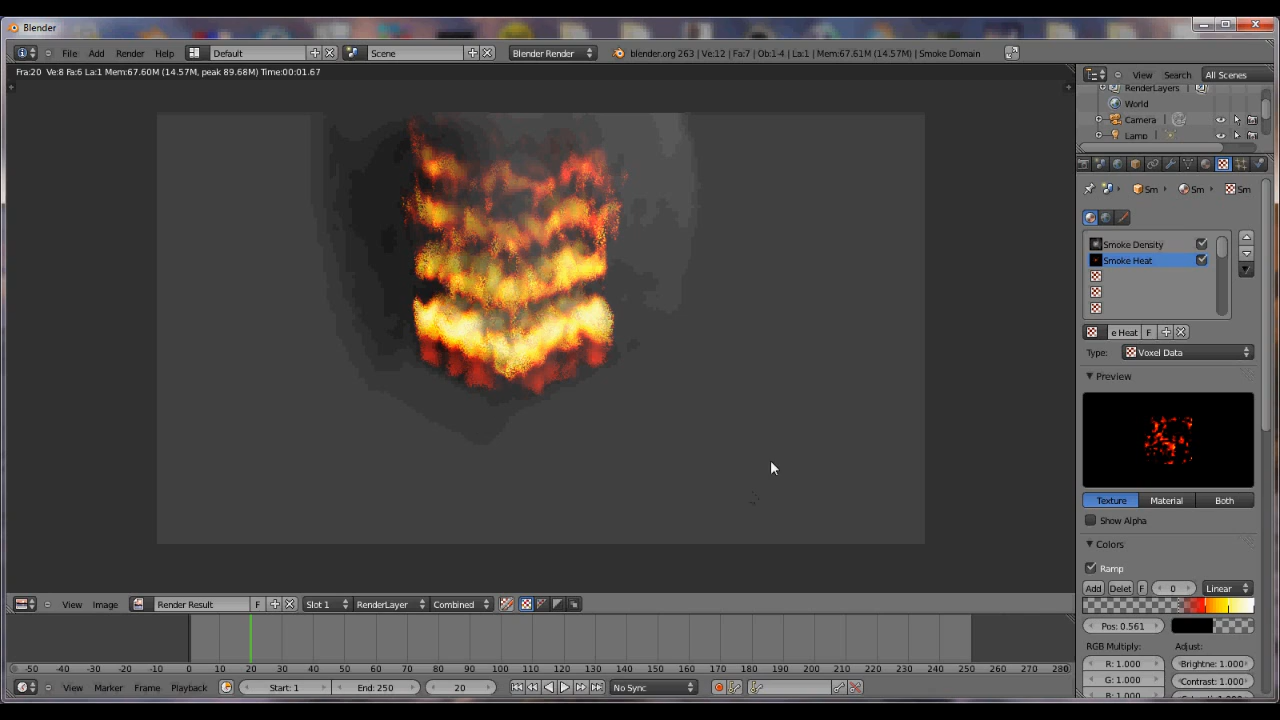 Blender
File Add Render Help Default Scene Blender Render blender.org 263 | Ve:12 | Fa:7 | Ob:1-4 | La:1 | Mem:67.61M (14.57M) | Smoke Domain
Fra:20 Ve:8 Fa:6 La:1 Mem:67.60M (14.57M, peak 89.68M) Time:00:01.67
View Search All Scenes
RenderLayers
World
Camera
Lamp
Sm Sm Sm
Smoke Density
Smoke Heat
e Heat F
Type: Voxel Data
Preview
Texture Material Both
Show Alpha
Colors
Ramp
Add Delet F 0 Linear
Pos: 0.561
RGB Multiply: Adjust:
R: 1.000 Brightne: 1.000
G: 1.000 Contrast: 1.000
B: 1.000
View Image Render Result F Slot 1 RenderLayer Combined
-50 -40 -30 -20 -10 0 10 20 30 40 50 60 70 80 90 100 110 120 130 140 150 160 170 180 190 200 210 220 230 240 250 260 270 280
View Marker Frame Playback Start: 1 End: 250 20 No Sync